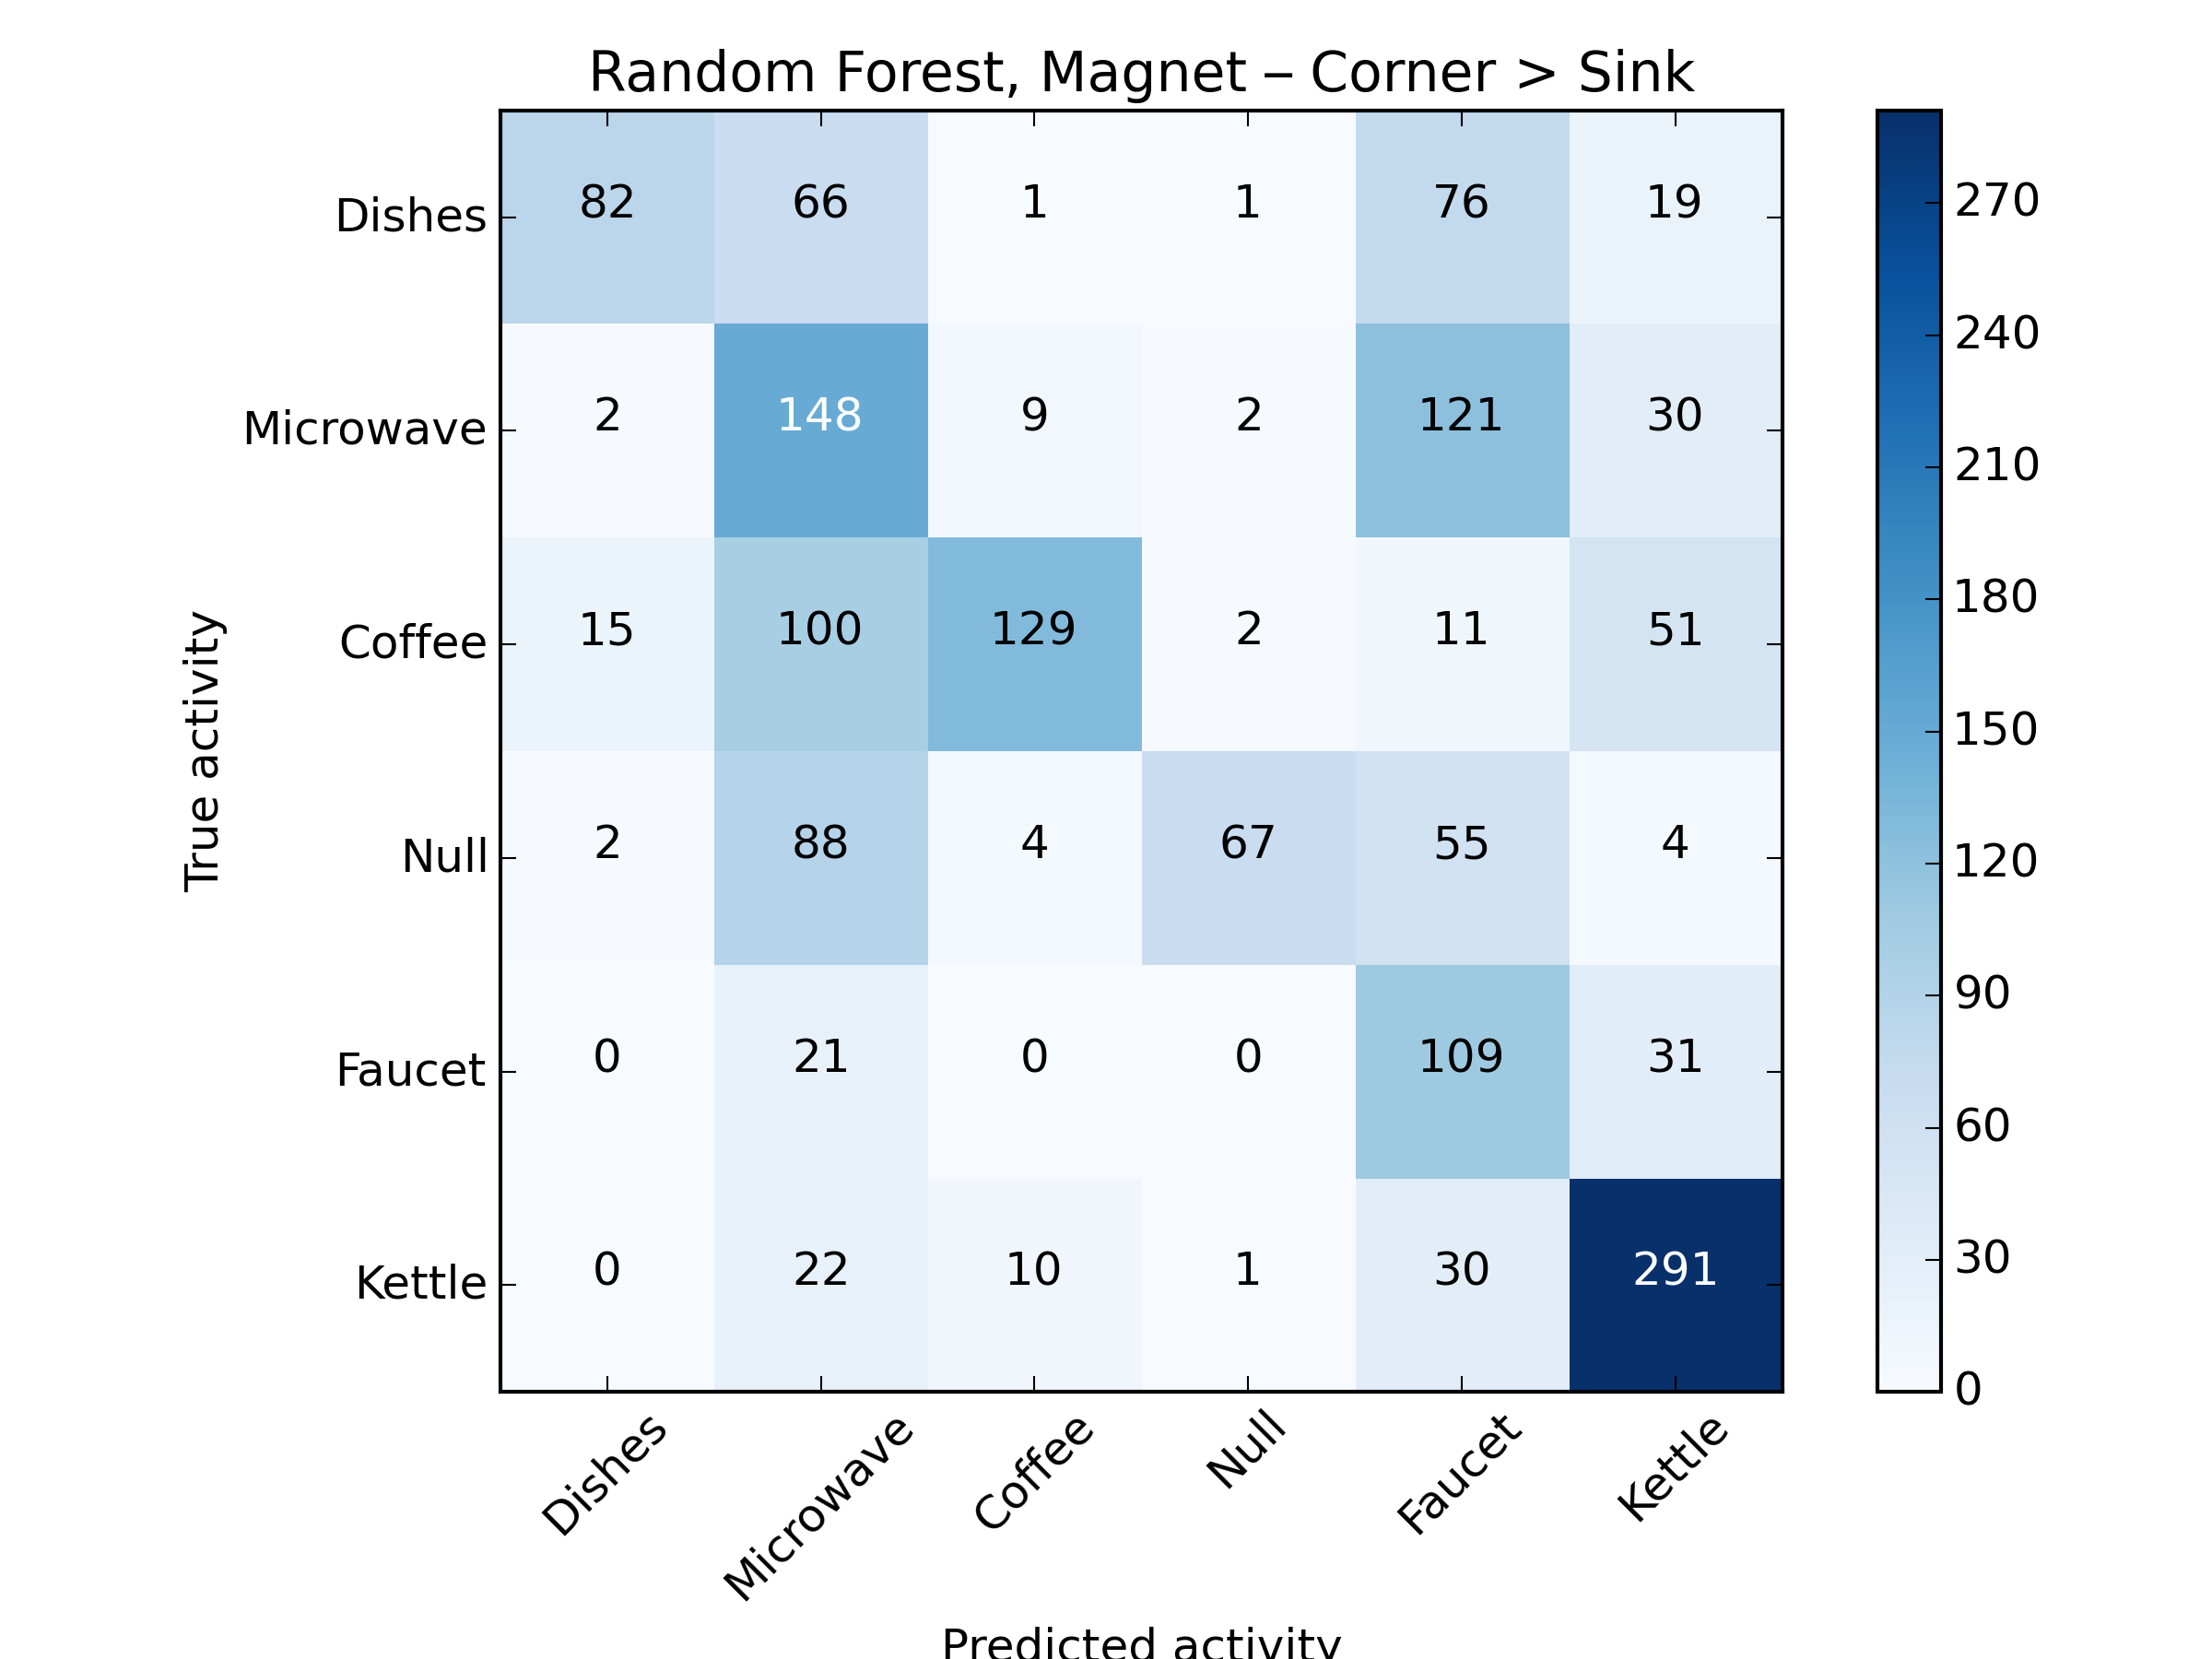 Random Forest, Magnet – Corner > Sink
Dishes 82 66 1 1 76 19
Microwave 2 148 9 2 121 30
Coffee 15 100 129 2 11 51
Null 2 88 4 67 55 4
Faucet 0 21 0 0 109 31
Kettle 0 22 10 1 30 291
True activity
Dishes Microwave Coffee Null Faucet Kettle
Predicted activity
270
240
210
180
150
120
90
60
30
0